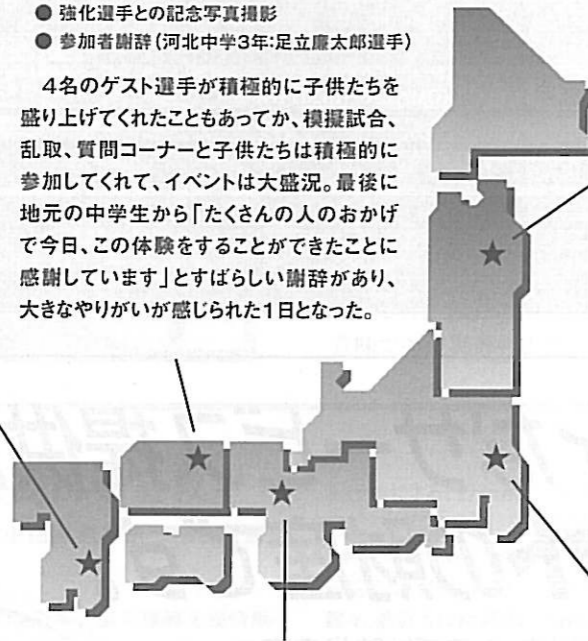 ● 強化選手との記念写真撮影
● 参加者謝辞(河北中学3年:足立廉太郎選手)
4名のゲスト選手が積極的に子供たちを
盛り上げてくれたこともあってか、模擬試合、
乱取、質問コーナーと子供たちは積極的に
参加してくれて、イベントは大盛況。最後に
地元の中学生から「たくさんの人のおかげ
で今日、この体験をすることができたことに
感謝しています」とすばらしい謝辞があり、
大きなやりがいが感じられた1日となった。